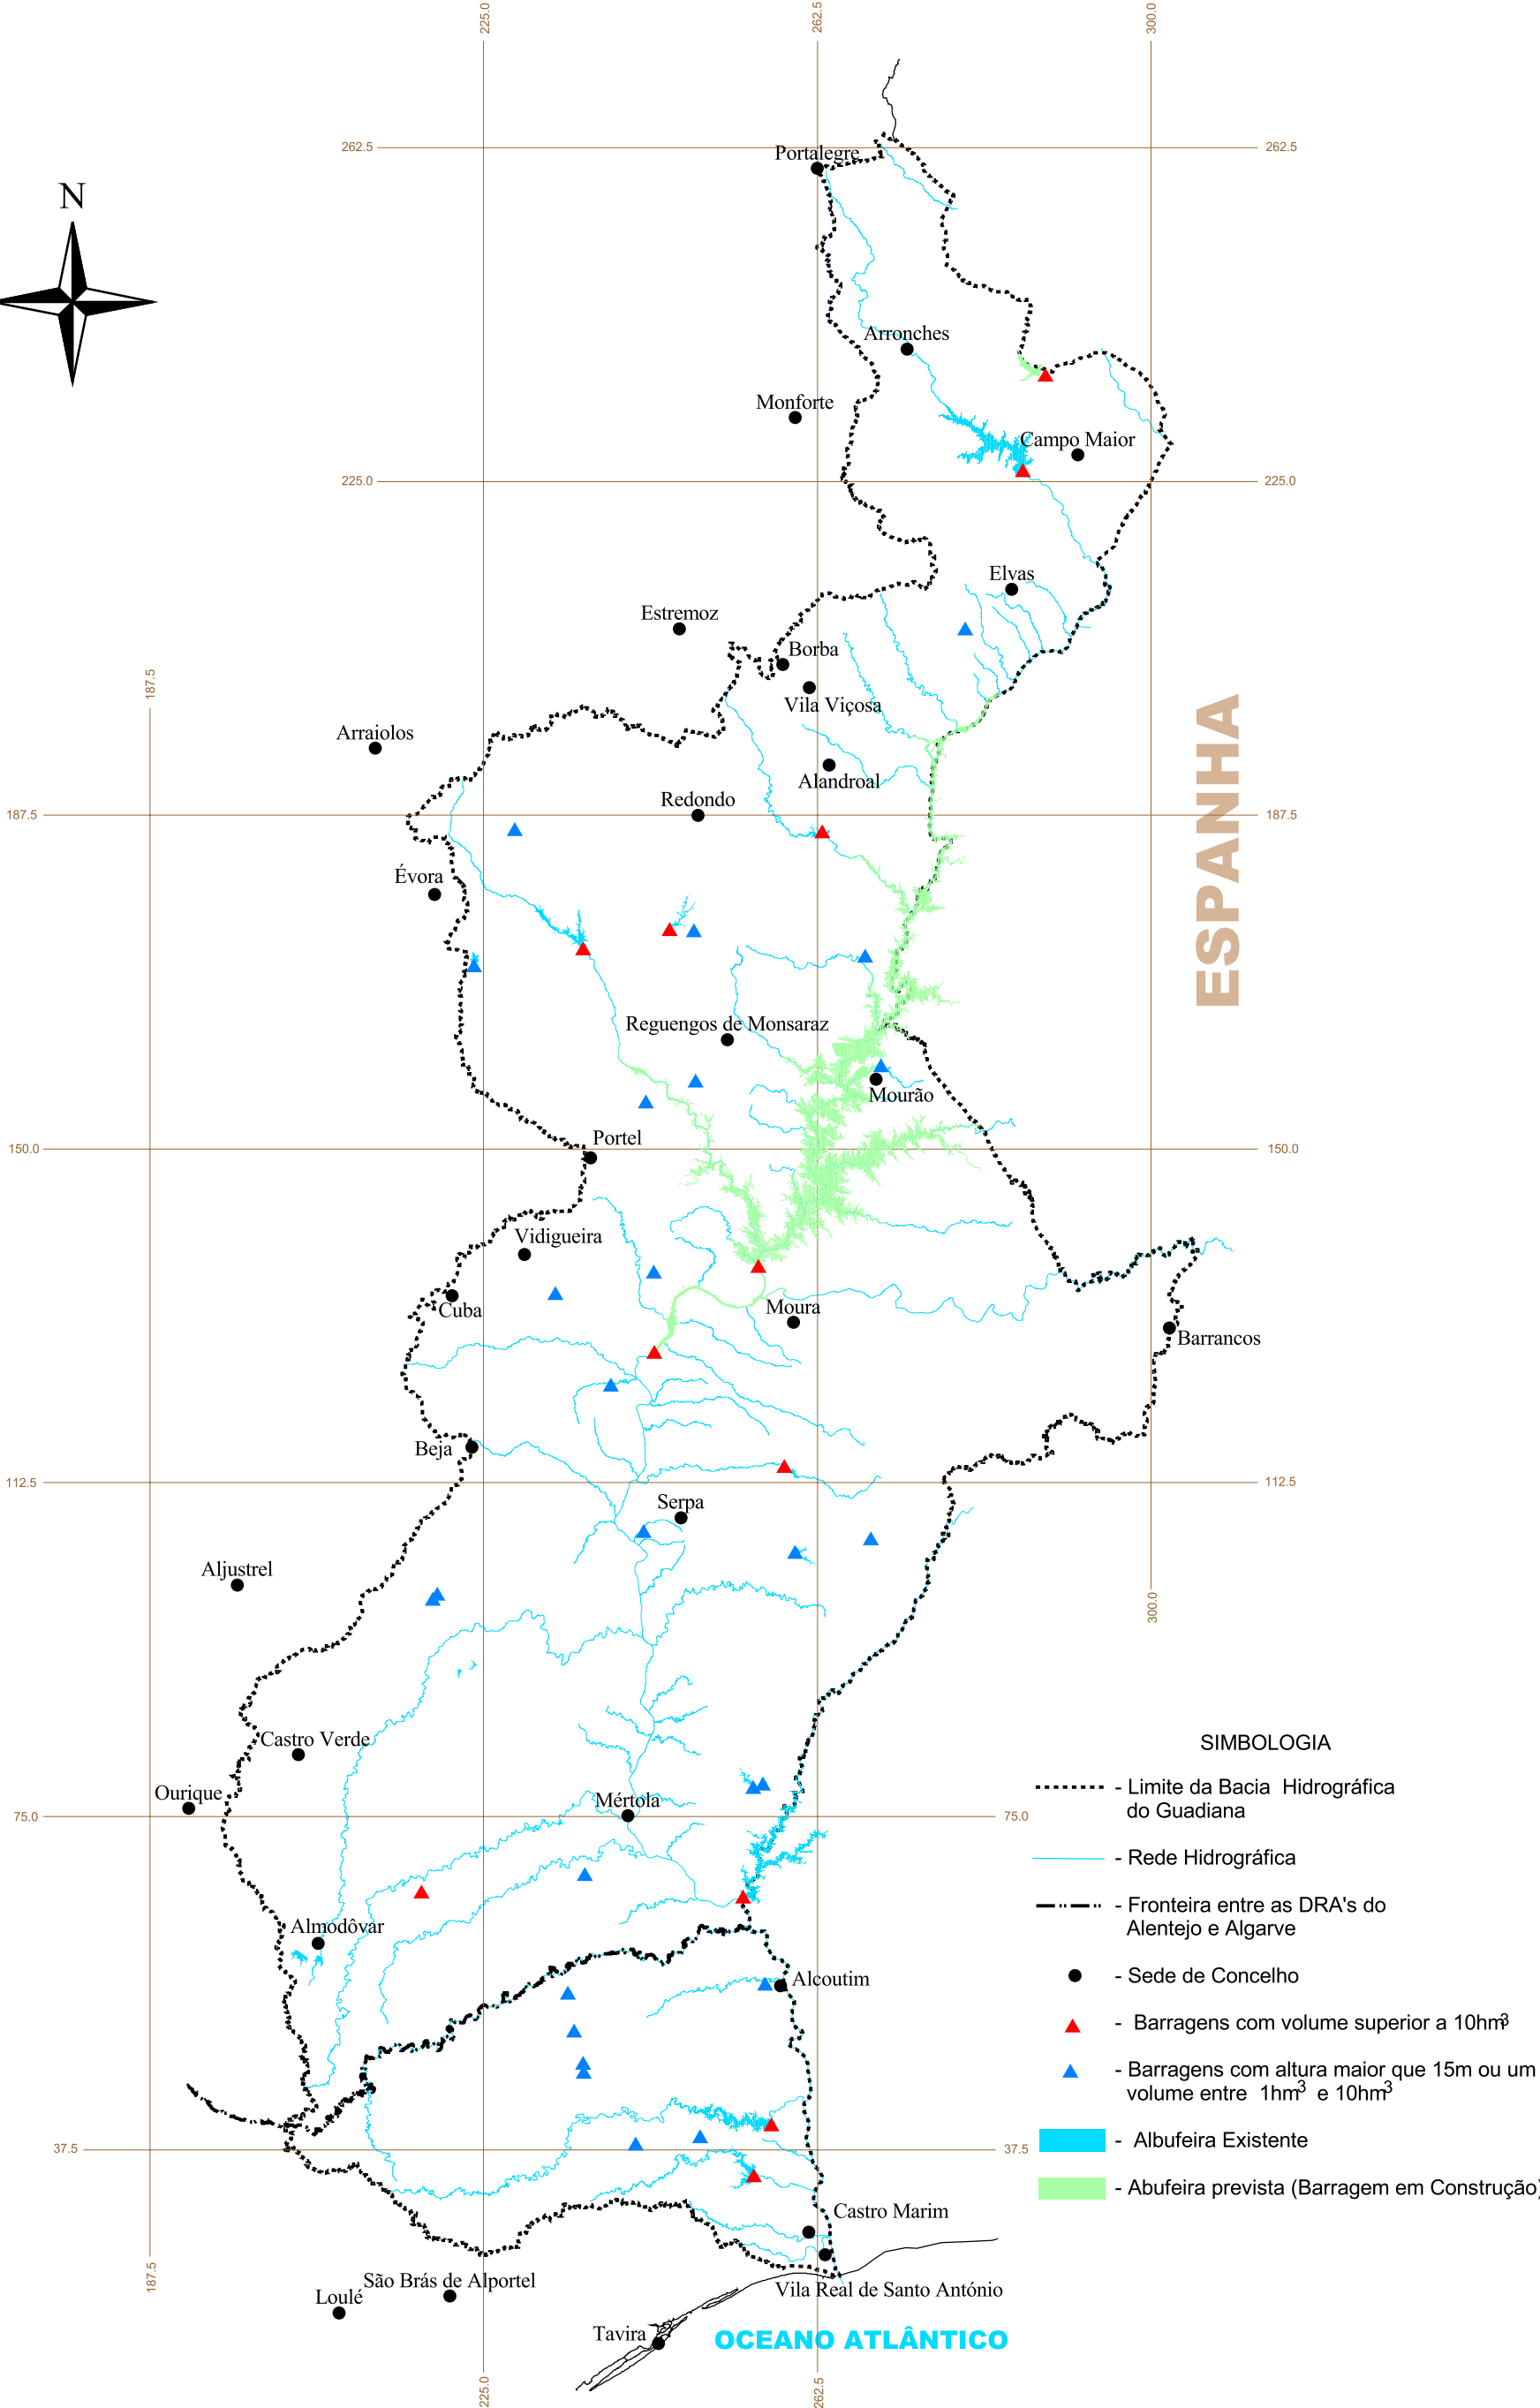 225.0
262.5
300.0
262.5
Portalegre
262.5
N
Arronches
Monforte
Campo Maior
225.0
225.0
Elvas
Estremoz
Borba
187.5
Vila Viçosa
ESPANHA
Arraiolos
Alandroal
Redondo
187.5
187.5
Évora
Reguengos de Monsaraz
Mourão
Portel
150.0
150.0
Vidigueira
Cuba
Moura
Barrancos
Beja
112.5
112.5
Serpa
Aljustrel
300.0
Castro Verde
Ourique
Mértola
75.0
75.0
Almodôvar
Alcoutim
37.5
37.5
Castro Marim
187.5
São Brás de Alportel
Vila Real de Santo António
Loulé
Tavira
OCEANO ATLÂNTICO
225.0
262.5
SIMBOLOGIA
- Limite da Bacia Hidrográfica
do Guadiana
- Rede Hidrográfica
- Fronteira entre as DRA's do
Alentejo e Algarve
- Sede de Concelho
- Barragens com volume superior a 10hm³
- Barragens com altura maior que 15m ou um
volume entre 1hm³ e 10hm³
- Albufeira Existente
- Abufeira prevista (Barragem em Construção)